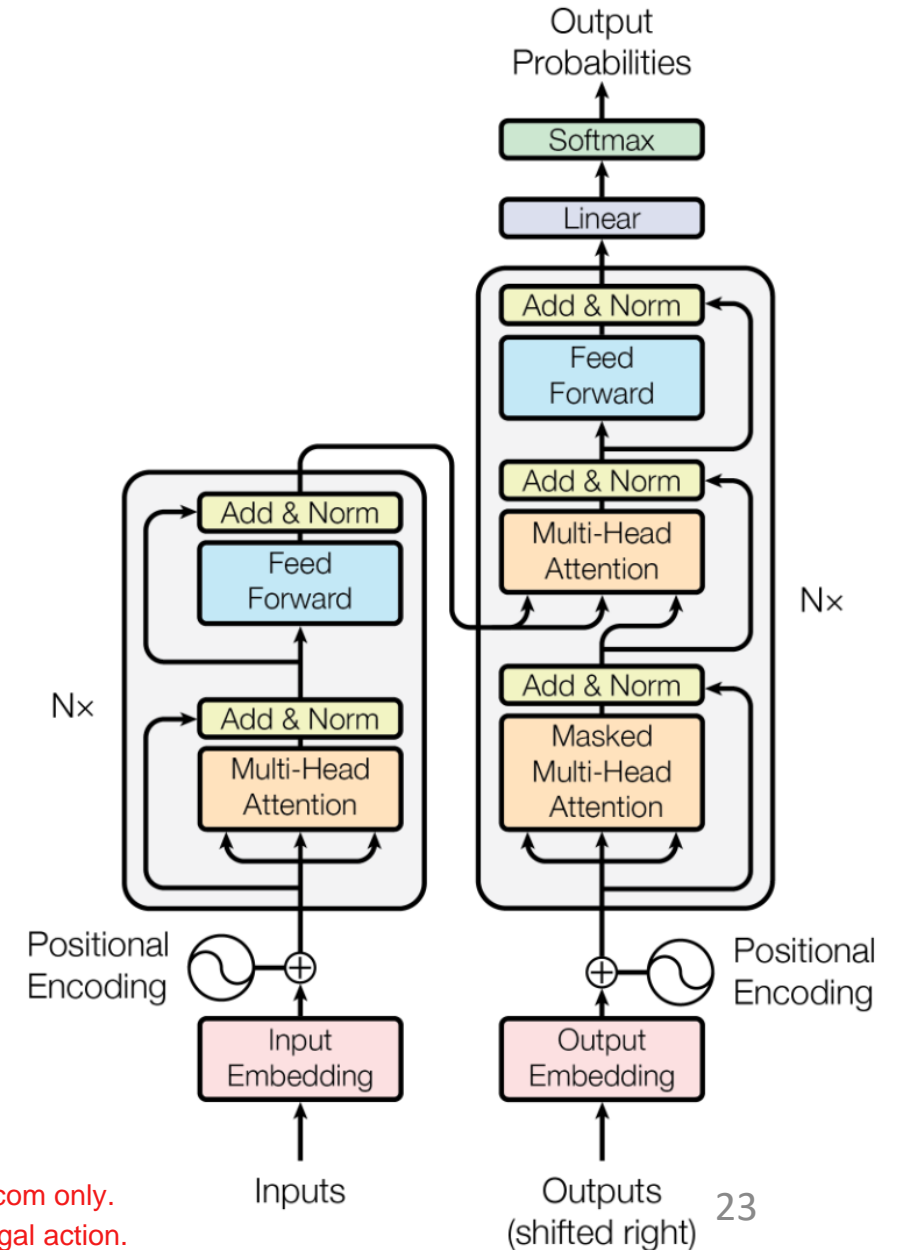 Output
Probabilities
Softmax
Linear
Add & Norm
Feed
Forward
Add & Norm
Multi-Head
Attention
Nx
Add & Norm
Masked
Multi-Head
Attention
Add & Norm
Feed
Forward
Nx
Add & Norm
Multi-Head
Attention
Positional
Encoding
Positional
Encoding
Input
Embedding
Output
Embedding
Inputs
Outputs
(shifted right)
23
com only.
gal action.